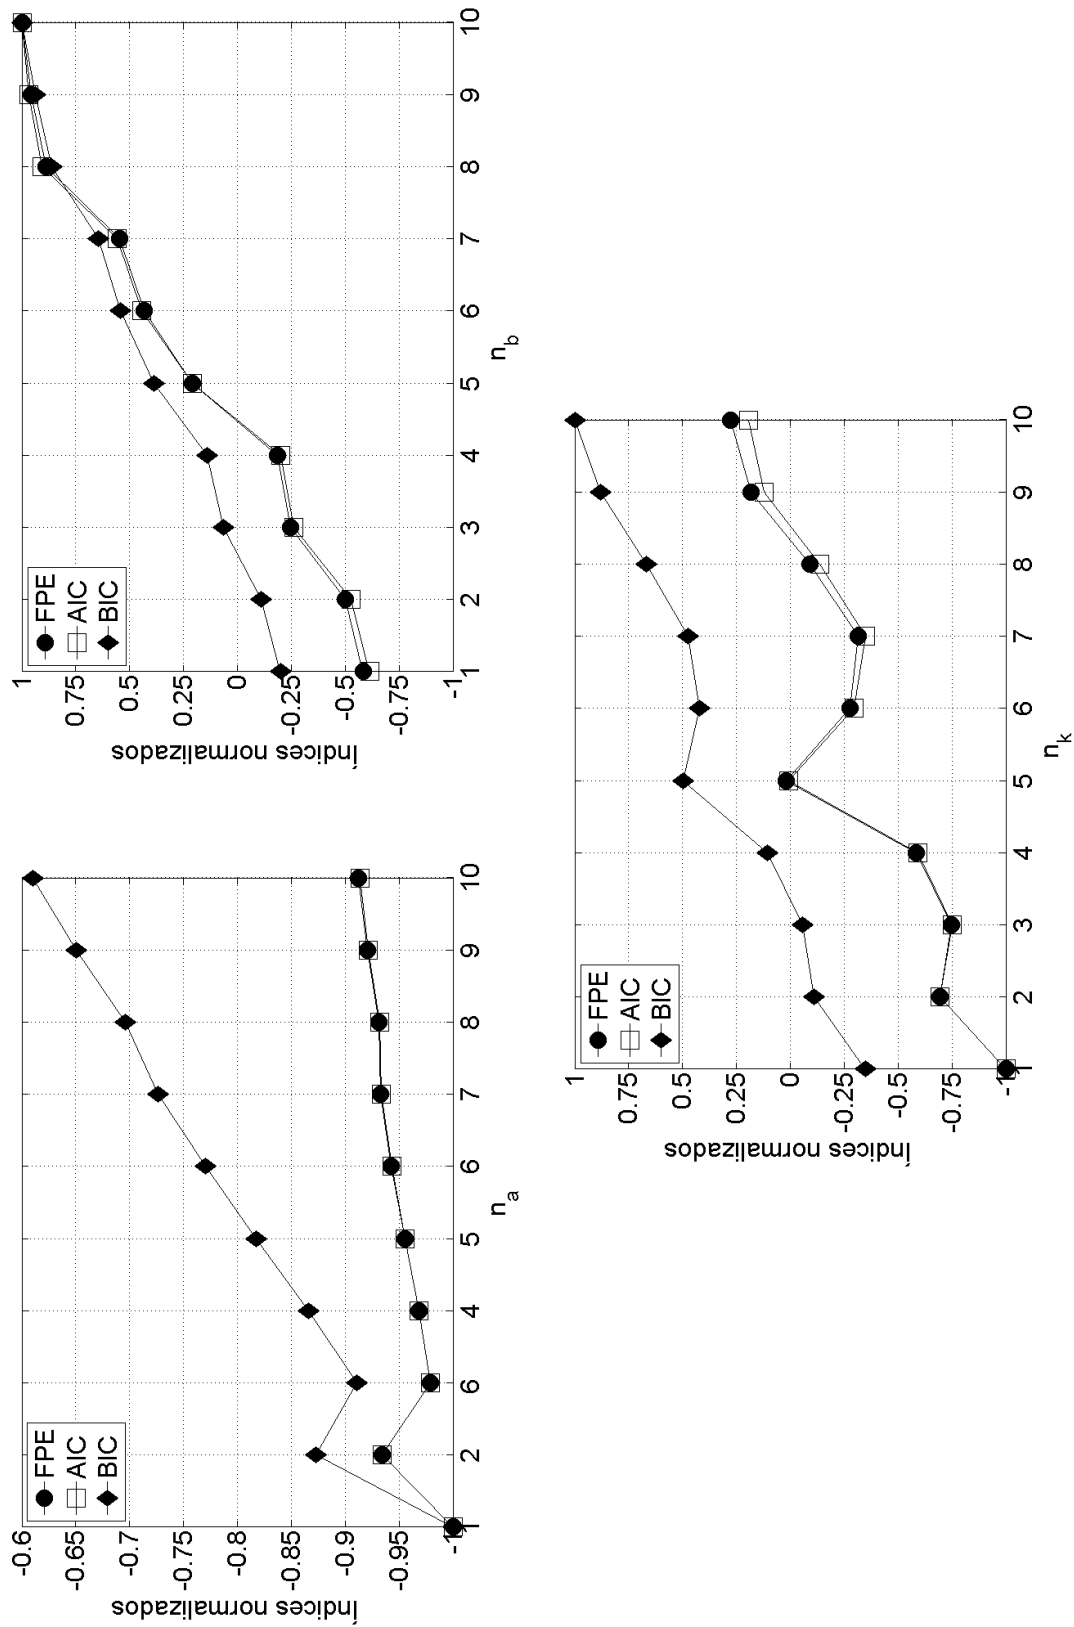 Índices normalizados
-0.6
-0.65
-0.7
-0.75
-0.8
-0.85
-0.9
-0.95
-1
FPE
AIC
BIC
1 2 6 4 5 6 7 8 9 10
n_a
Índices normalizados
1
0.75
0.5
0.25
0
-0.25
-0.5
-0.75
-1
FPE
AIC
BIC
1 2 3 4 5 6 7 8 9 10
n_b
Índices normalizados
1
0.75
0.5
0.25
0
-0.25
-0.5
-0.75
-1
FPE
AIC
BIC
1 2 3 4 5 6 7 8 9 10
n_k